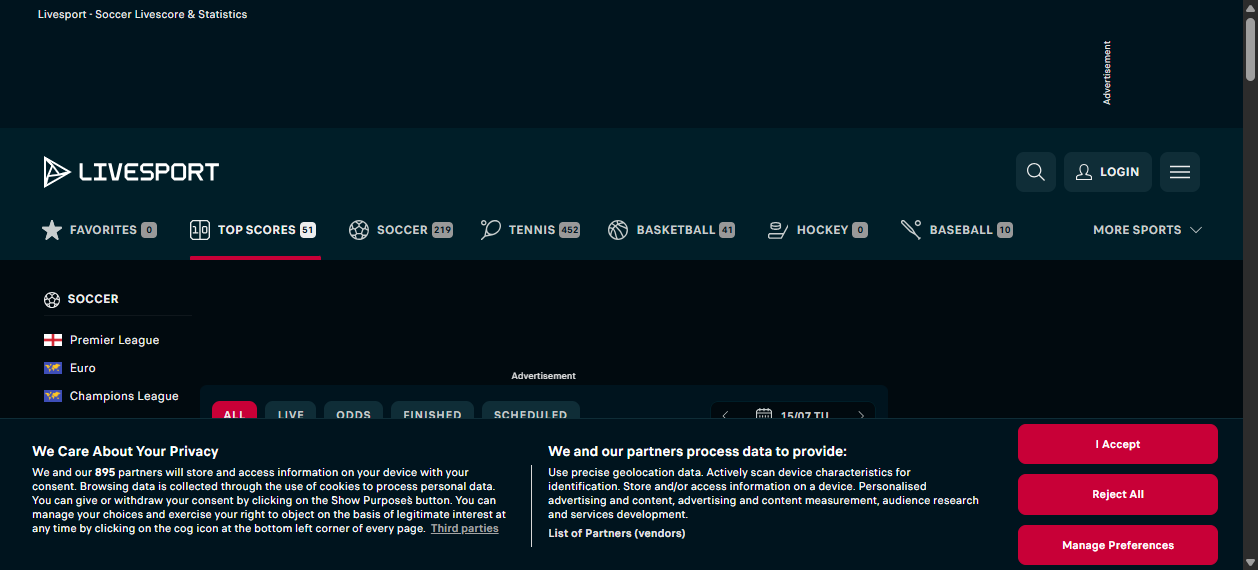 Livesport - Soccer Livescore & Statistics
Advertisement
LIVESPORT
LOGIN
FAVORITES 0
10 TOP SCORES 51
SOCCER 219
TENNIS 452
BASKETBALL 41
HOCKEY 0
BASEBALL 10
MORE SPORTS
SOCCER
Premier League
Euro
Champions League
Advertisement
ALL
LIVE
ODDS
FINISHED
SCHEDULED
15/07 TU
We Care About Your Privacy
We and our 895 partners will store and access information on your device with your
consent. Browsing data is collected through the use of cookies to process personal data.
You can give or withdraw your consent by clicking on the Show Purposes̀ button. You can
manage your choices and exercise your right to object on the basis of legitimate interest at
any time by clicking on the cog icon at the bottom left corner of every page. Third parties
We and our partners process data to provide:
Use precise geolocation data. Actively scan device characteristics for
identification. Store and/or access information on a device. Personalised
advertising and content, advertising and content measurement, audience research
and services development.
List of Partners (vendors)
I Accept
Reject All
Manage Preferences